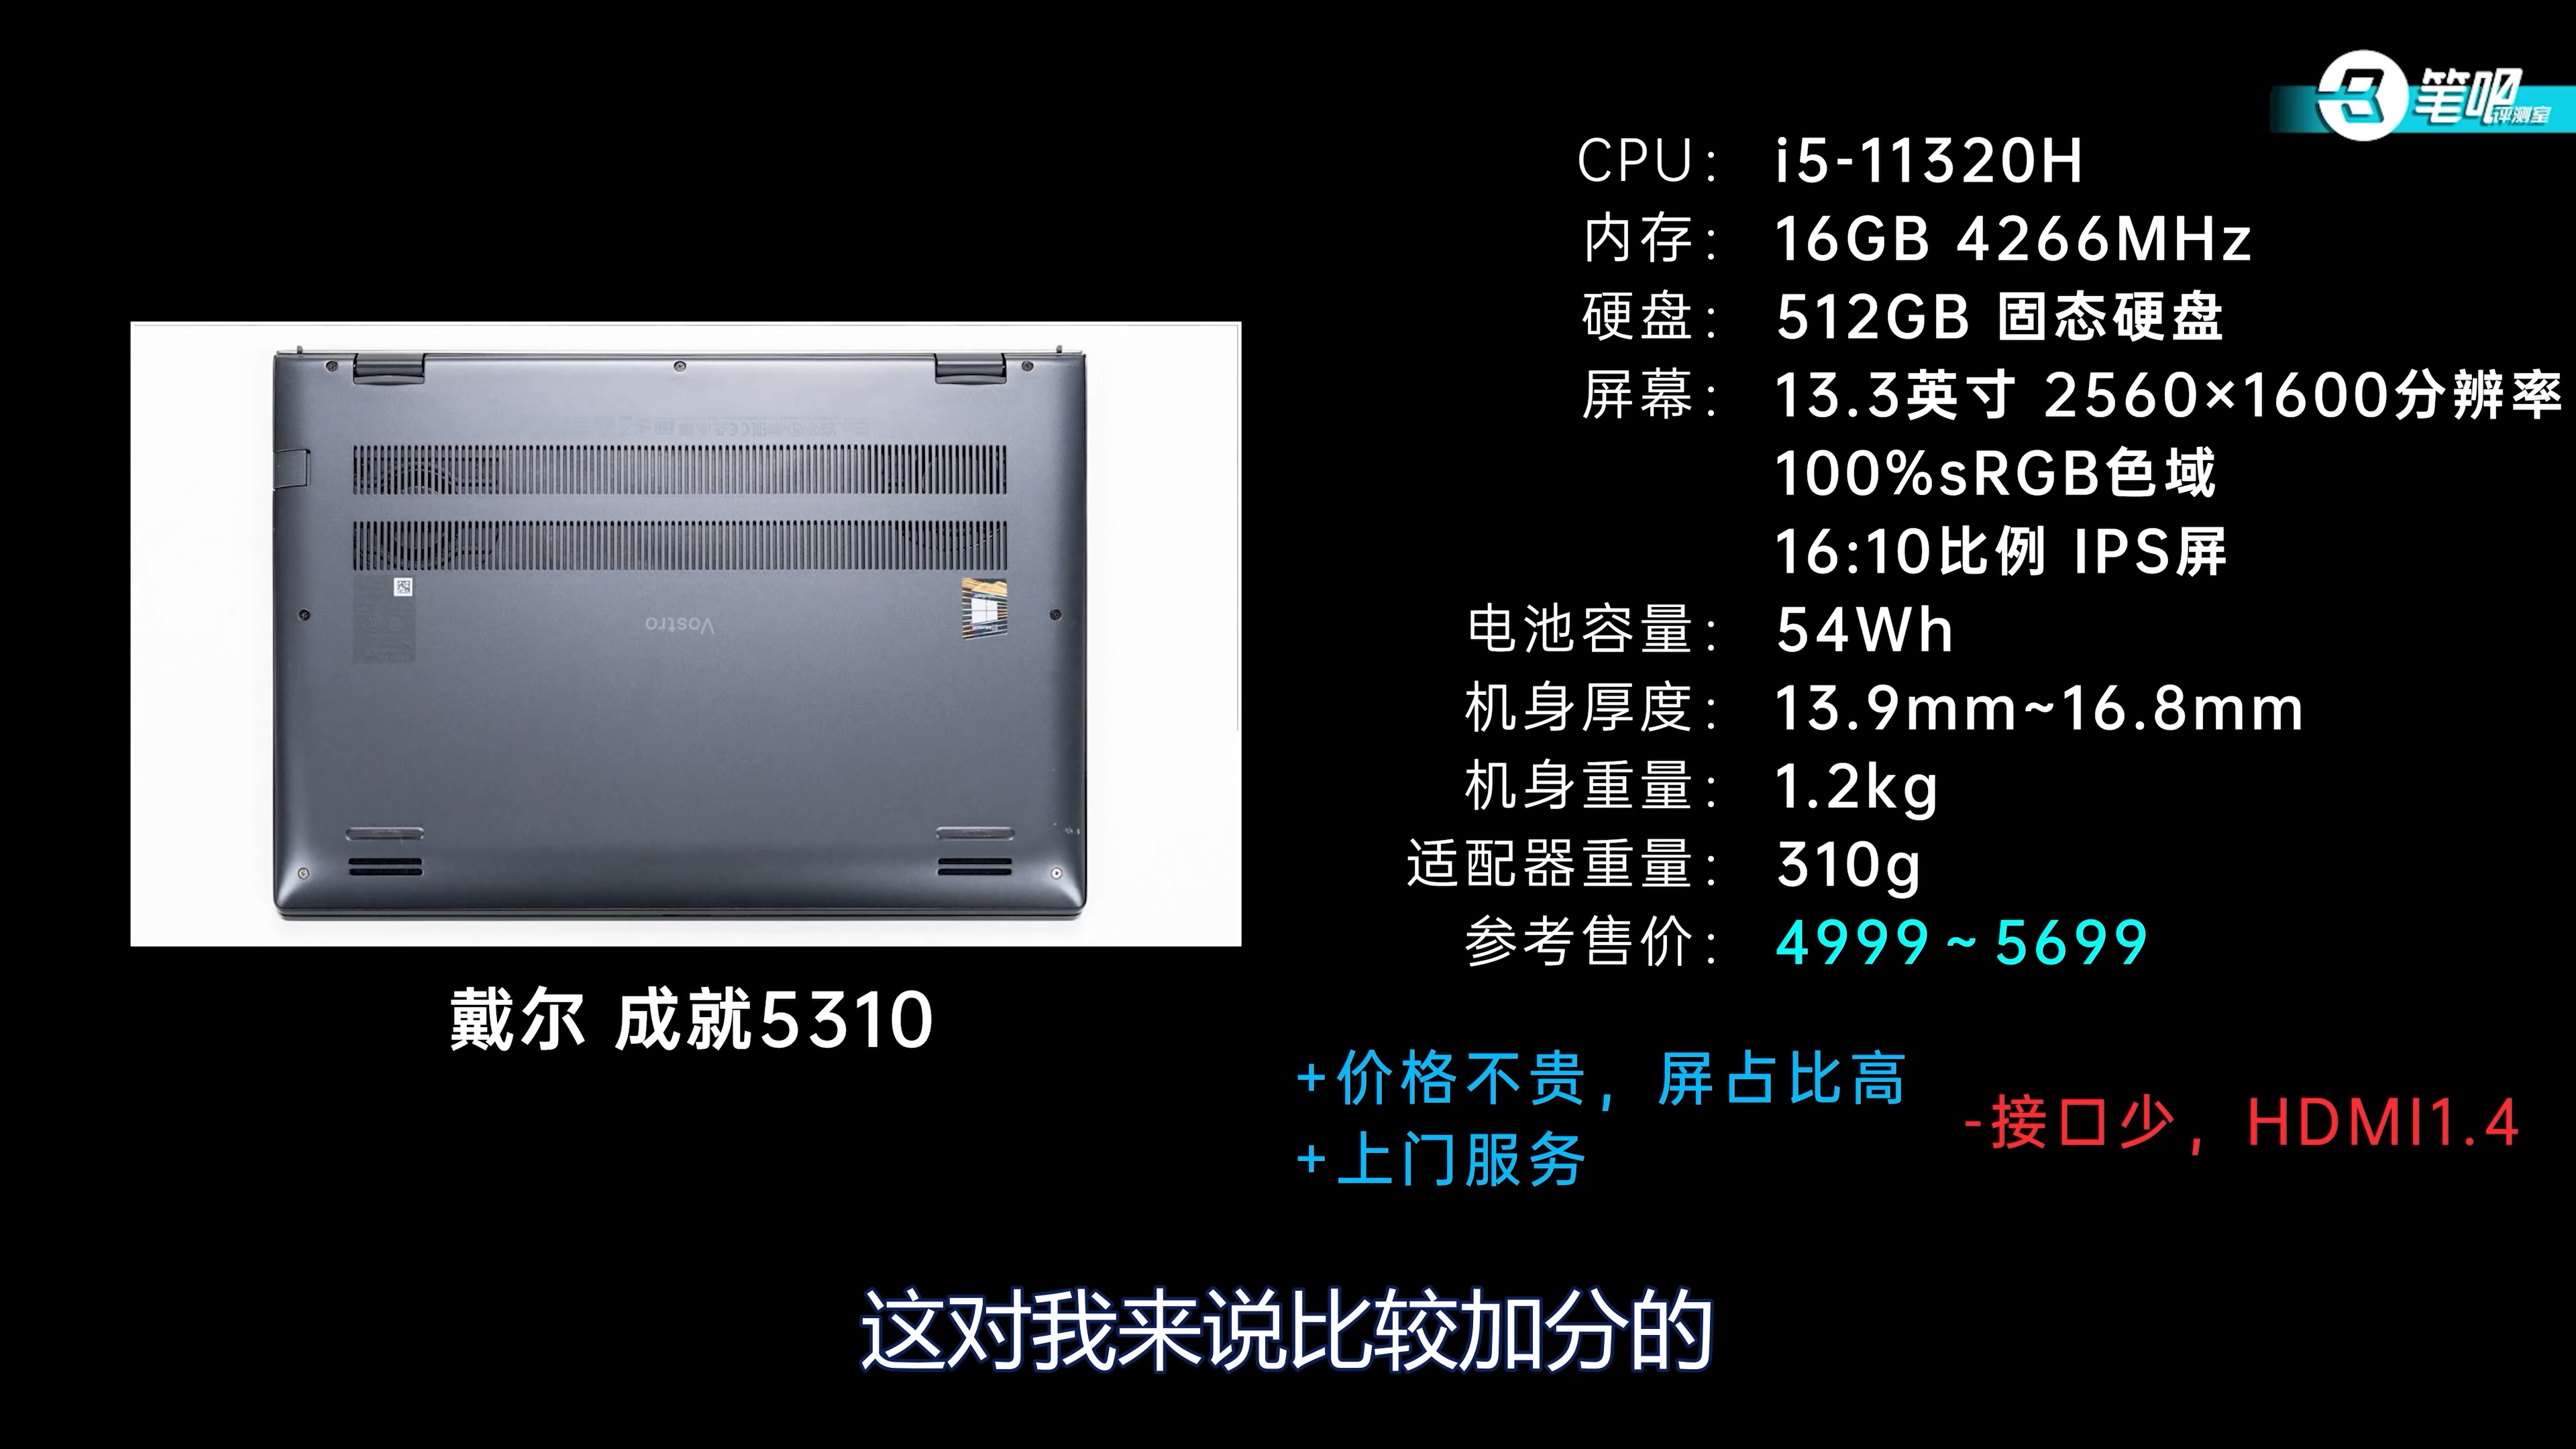 笔吧评测室
CPU： i5-11320H
内存： 16GB 4266MHz
硬盘： 512GB 固态硬盘
屏幕： 13.3英寸 2560×1600分辨率
100%sRGB色域
16:10比例 IPS屏
电池容量： 54Wh
机身厚度： 13.9mm~16.8mm
机身重量： 1.2kg
适配器重量： 310g
参考售价： 4999～5699
Vostro
戴尔 成就5310
+价格不贵，屏占比高
+上门服务
-接口少，HDMI1.4
这对我来说比较加分的